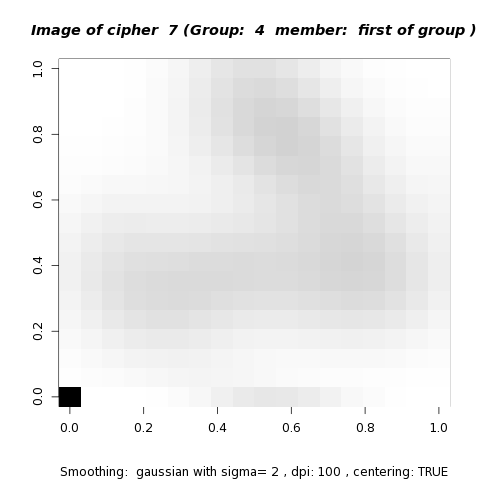 Image of cipher  7 (Group:  4  member:  first of group )
1.0
0.8
0.6
0.4
0.2
0.0
0.0 0.2 0.4 0.6 0.8 1.0
Smoothing:  gaussian with sigma= 2 , dpi: 100 , centering: TRUE